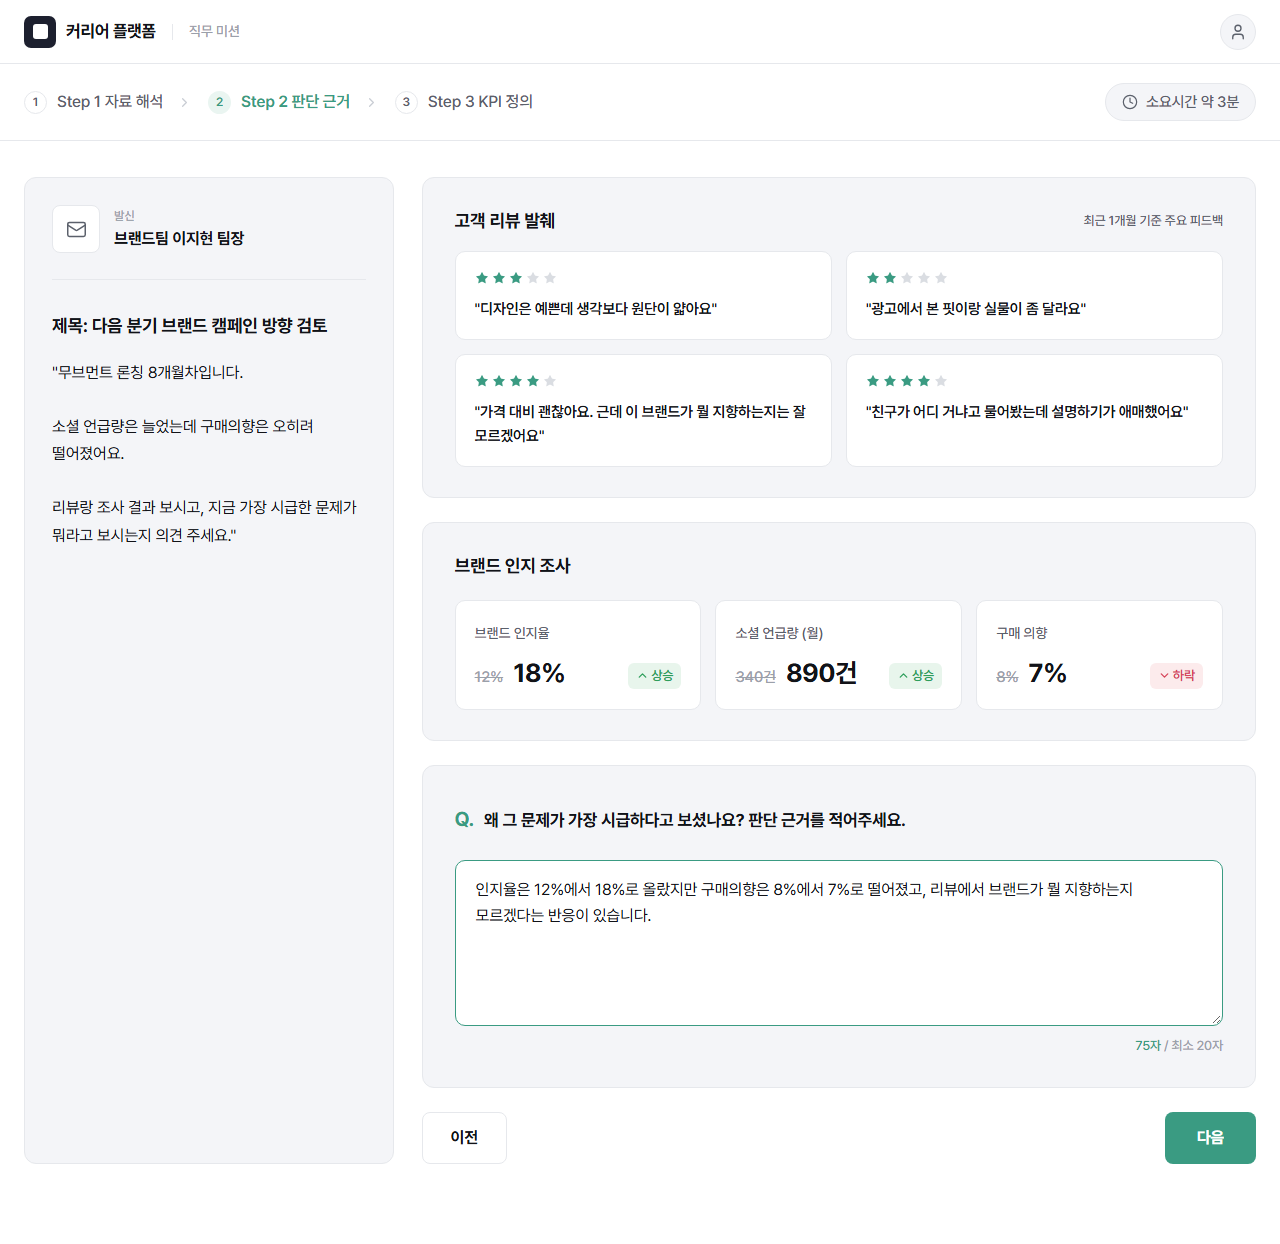 커리어 플랫폼
직무 미션
1 Step 1 자료 해석
2 Step 2 판단 근거
3 Step 3 KPI 정의
소요시간 약 3분
발신
브랜드팀 이지현 팀장
제목: 다음 분기 브랜드 캠페인 방향 검토
"무브먼트 론칭 8개월차입니다.
소셜 언급량은 늘었는데 구매의향은 오히려
떨어졌어요.
리뷰랑 조사 결과 보시고, 지금 가장 시급한 문제가
뭐라고 보시는지 의견 주세요."
고객 리뷰 발췌
최근 1개월 기준 주요 피드백
"디자인은 예쁜데 생각보다 원단이 얇아요"
"광고에서 본 핏이랑 실물이 좀 달라요"
"가격 대비 괜찮아요. 근데 이 브랜드가 뭘 지향하는지는 잘
모르겠어요"
"친구가 어디 거냐고 물어봤는데 설명하기가 애매했어요"
브랜드 인지 조사
브랜드 인지율
12% 18% 상승
소셜 언급량 (월)
340건 890건 상승
구매 의향
8% 7% 하락
Q. 왜 그 문제가 가장 시급하다고 보셨나요? 판단 근거를 적어주세요.
인지율은 12%에서 18%로 올랐지만 구매의향은 8%에서 7%로 떨어졌고, 리뷰에서 브랜드가 뭘 지향하는지
모르겠다는 반응이 있습니다.
75자 / 최소 20자
이전
다음